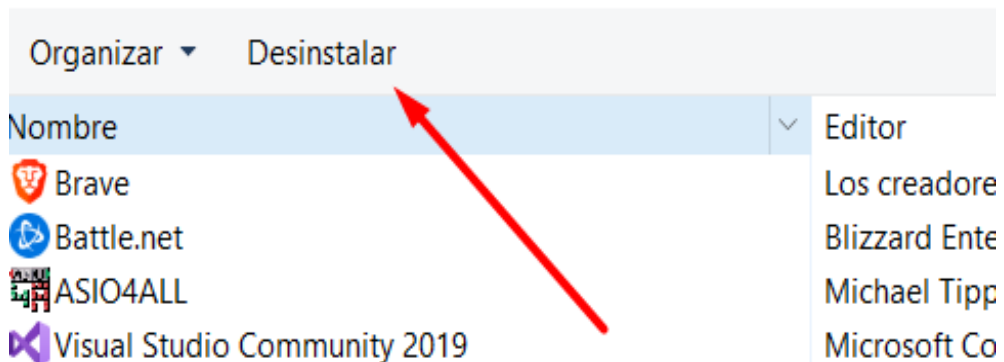 Organizar Desinstalar
Nombre Editor
Brave Los creadore
Battle.net Blizzard Ente
ASIO4ALL Michael Tipp
Visual Studio Community 2019 Microsoft Co